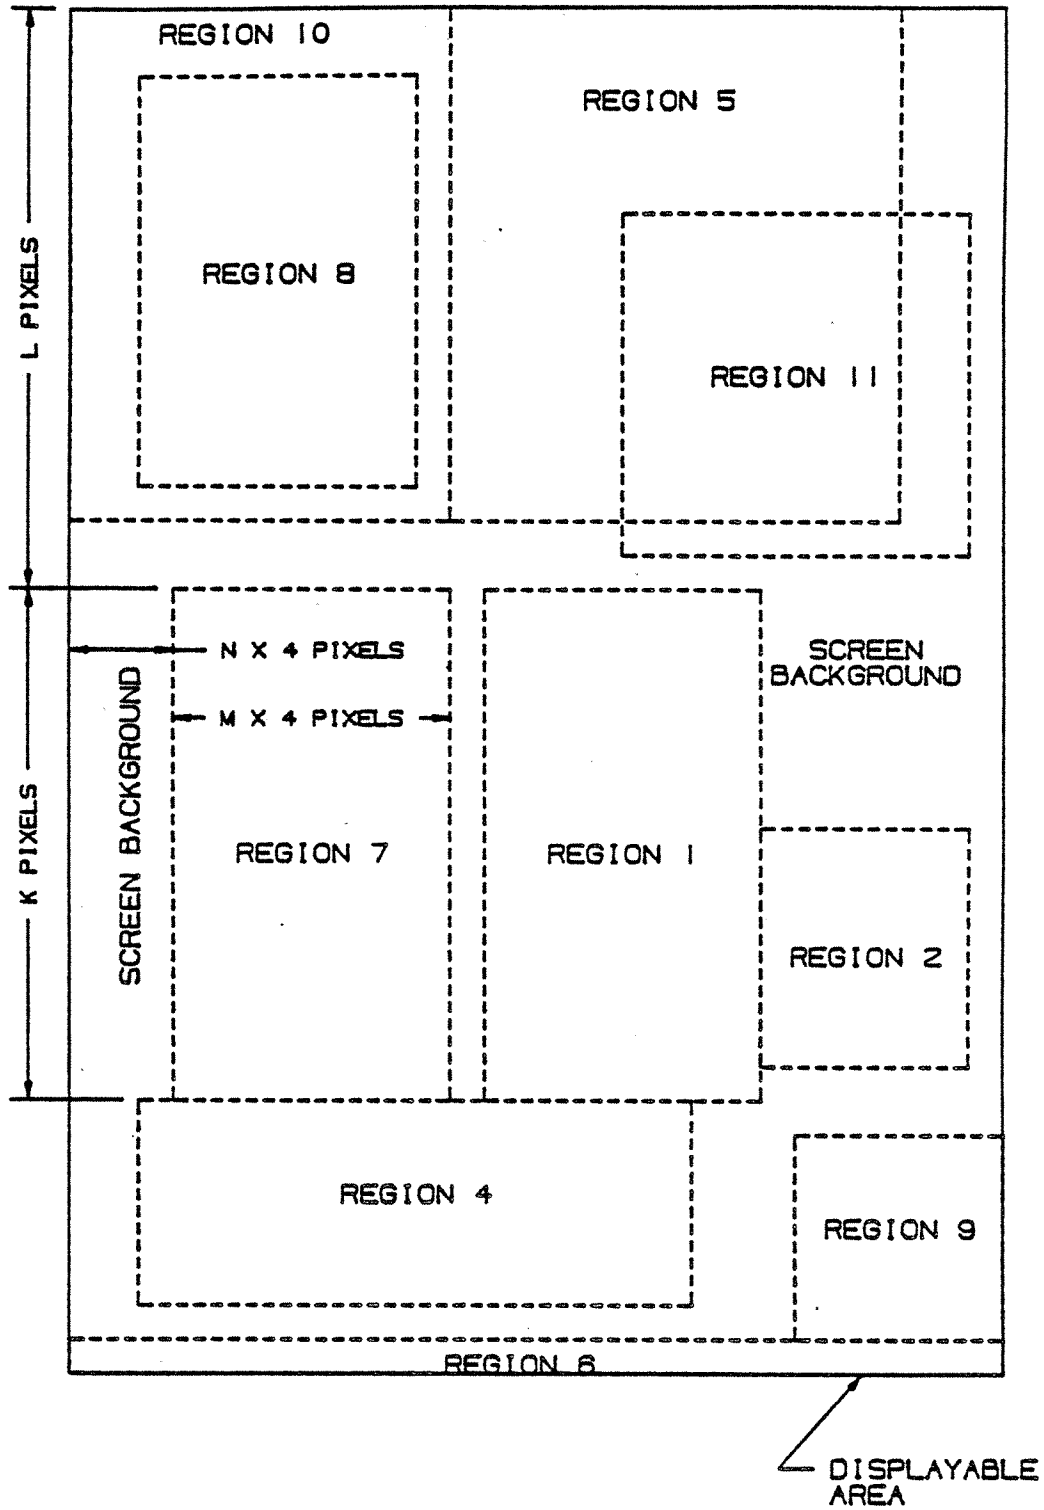 REGION 10
REGION 5
REGION 8
L PIXELS
REGION 11
N X 4 PIXELS
SCREEN
BACKGROUND
M X 4 PIXELS
SCREEN BACKGROUND
K PIXELS
REGION 7
REGION 1
REGION 2
REGION 4
REGION 9
REGION 6
DISPLAYABLE
AREA